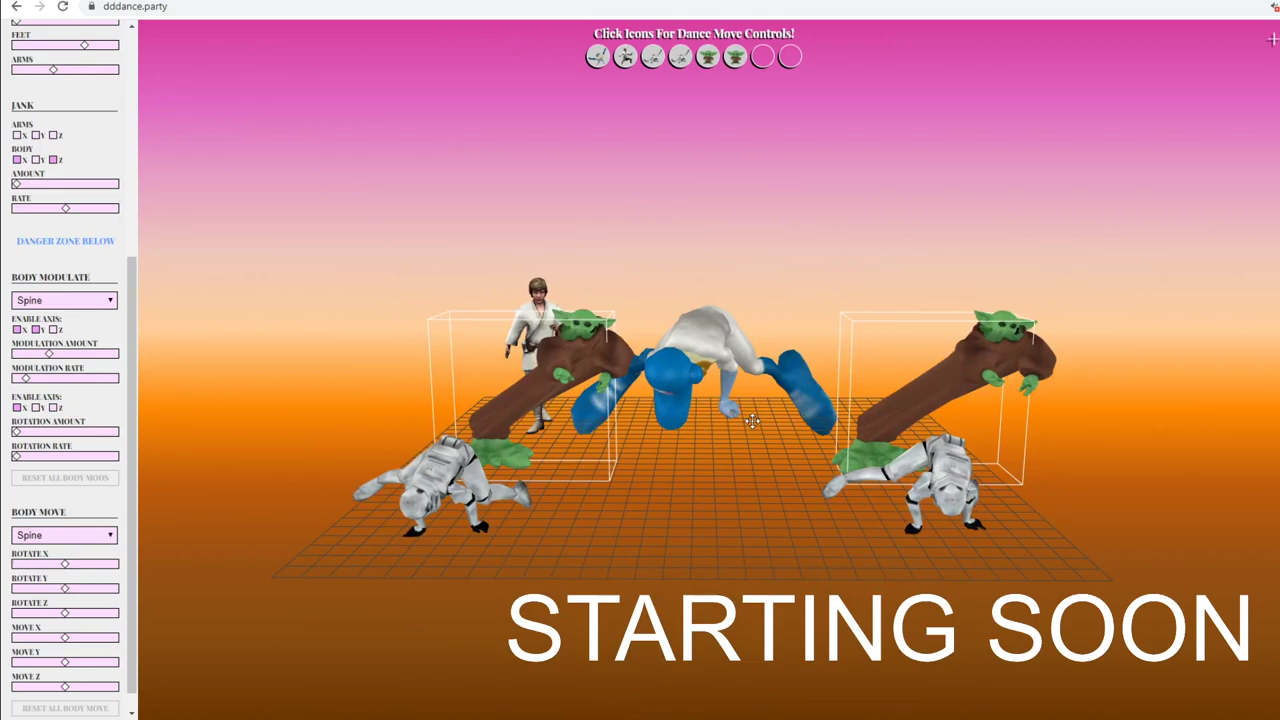 dddance.party
FEET
ARMS
JANK
ARMS
X Y Z
BODY
X Y Z
AMOUNT
RATE
DANGER ZONE BELOW
BODY MODULATE
Spine
ENABLE AXIS:
X Y Z
MODULATION AMOUNT
MODULATION RATE
ENABLE AXIS:
X Y Z
ROTATION AMOUNT
ROTATION RATE
RESET ALL BODY MODS
BODY MOVE
Spine
ROTATE X
ROTATE Y
ROTATE Z
MOVE X
MOVE Y
MOVE Z
RESET ALL BODY MOVE
Click Icons For Dance Move Controls!
STARTING SOON